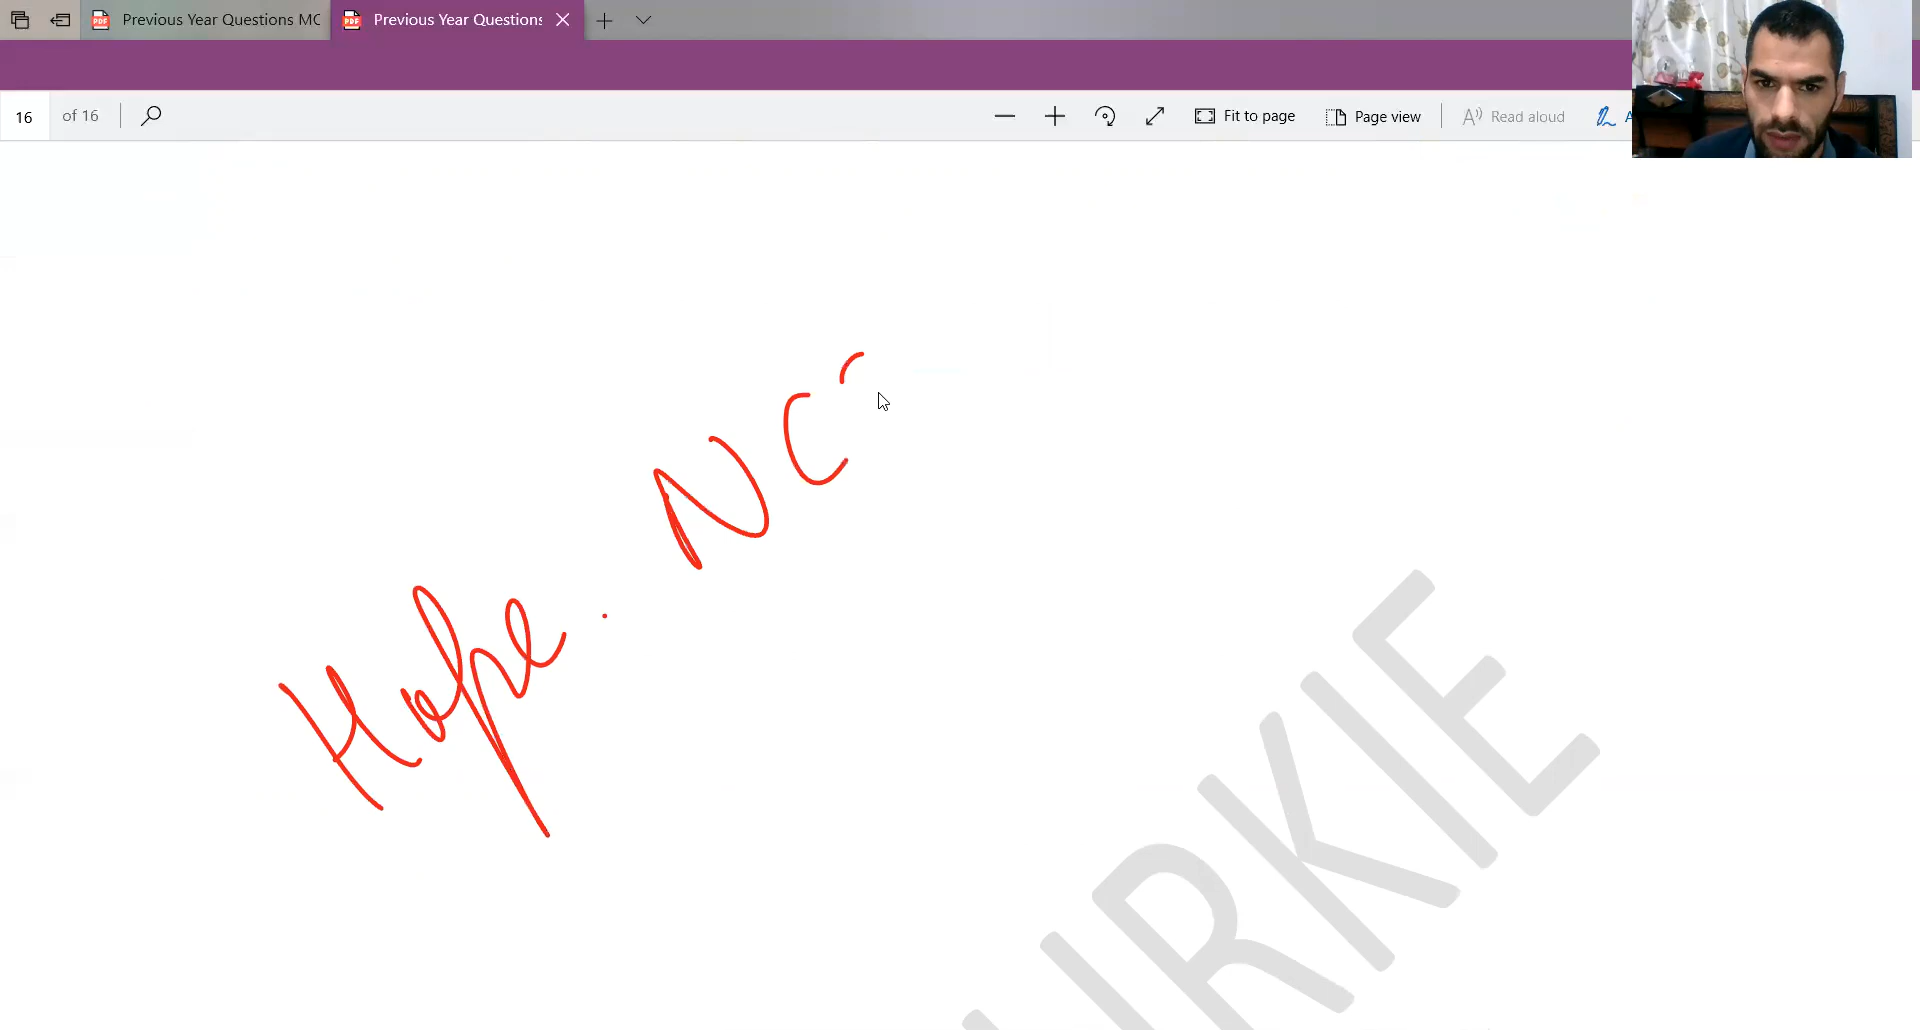 Previous Year Questions MC
Previous Year Questions
16 of 16
Fit to page
Page view
A Read aloud
Hope. NC
URKIE